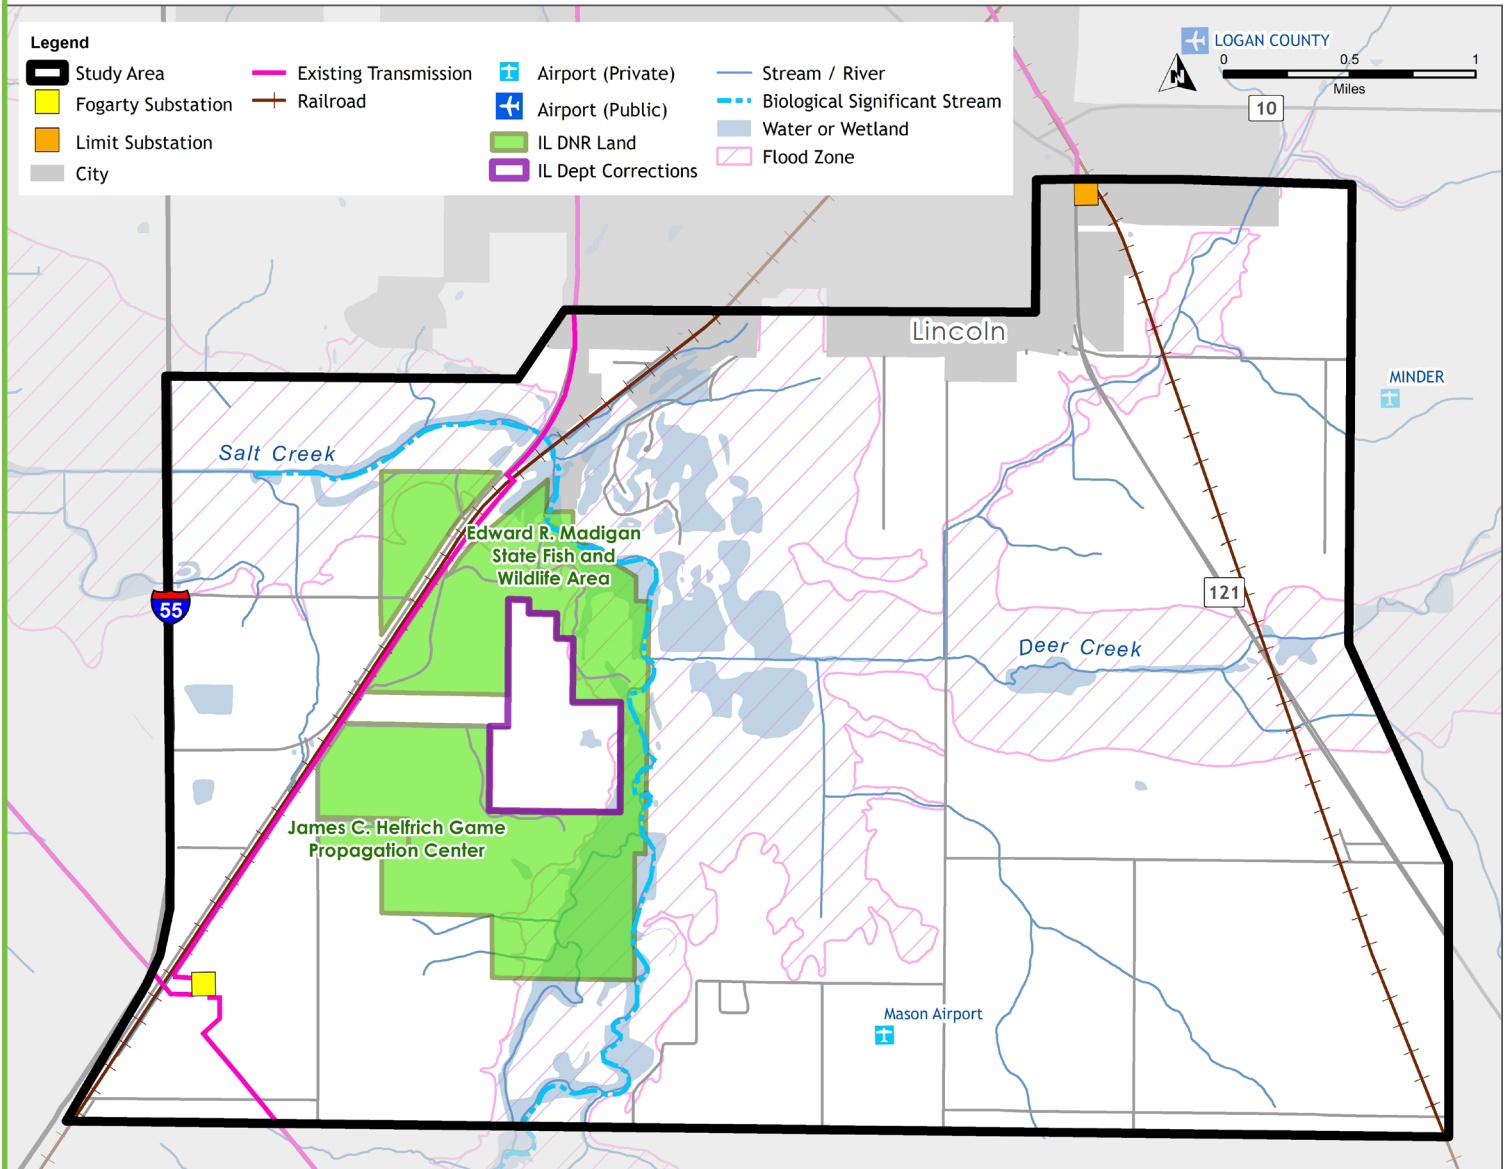 Legend
Study Area
Fogarty Substation
Limit Substation
City
Existing Transmission
Railroad
Airport (Private)
Airport (Public)
IL DNR Land
IL Dept Corrections
Stream / River
Biological Significant Stream
Water or Wetland
Flood Zone
LOGAN COUNTY
0 0.5 1
Miles
N
10
Lincoln
MINDER
Salt Creek
Edward R. Madigan
State Fish and
Wildlife Area
55
121
Deer Creek
James C. Helfrich Game
Propagation Center
Mason Airport